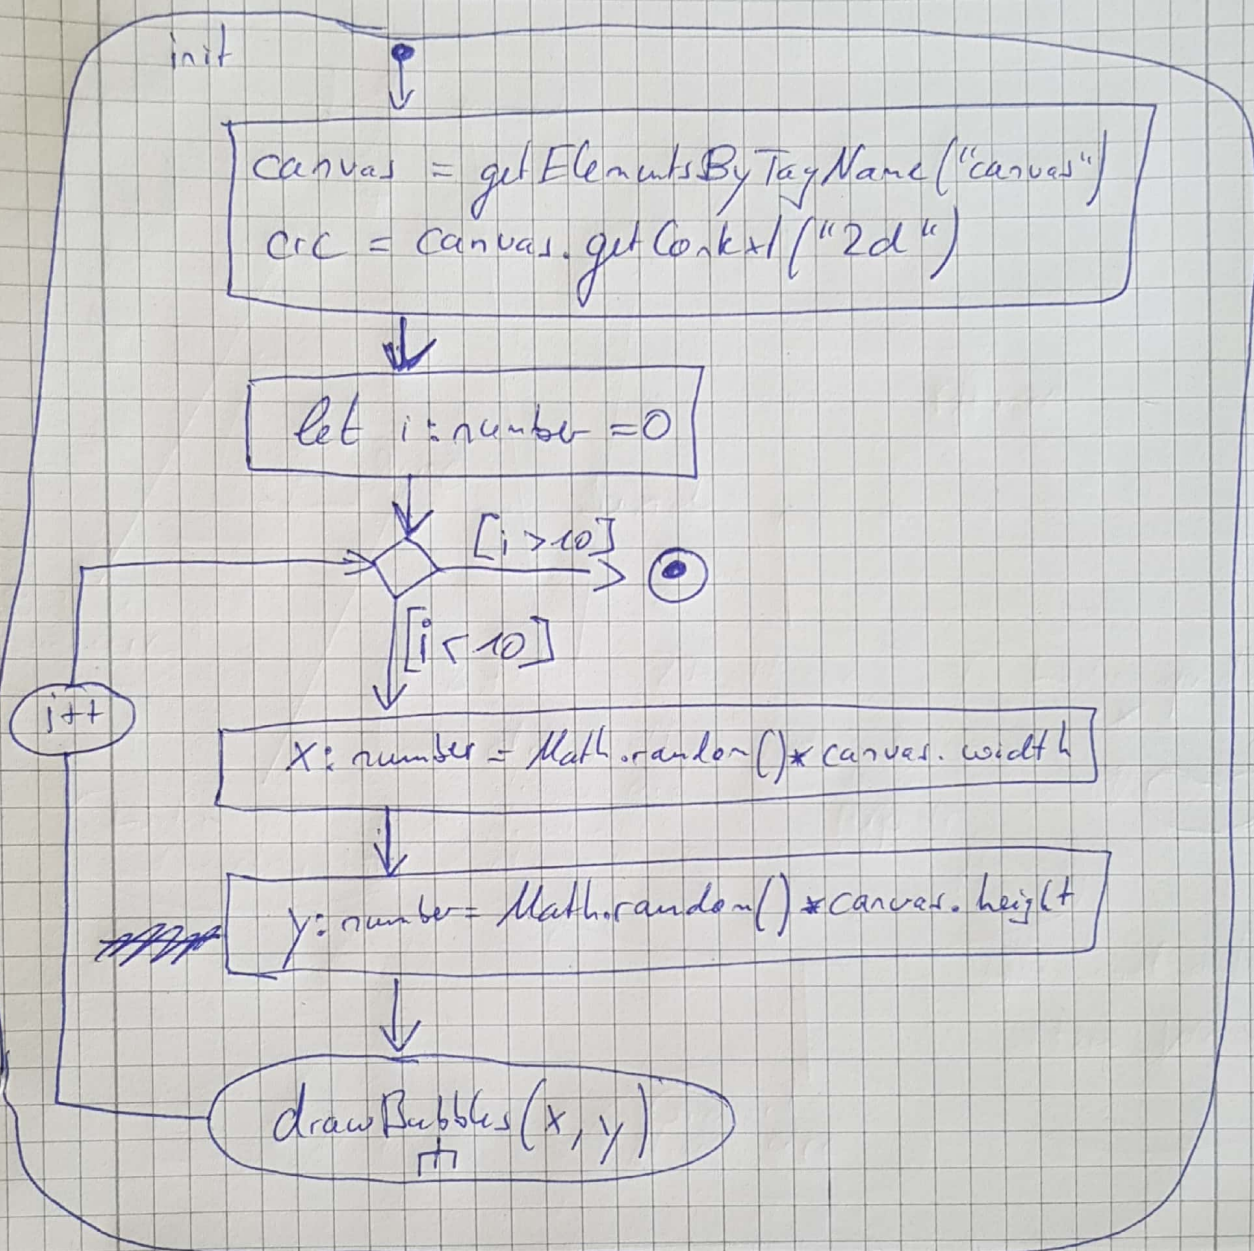 init
canvas = getElementsByTagName("canvas")
crc = canvas.getContext("2d")
let i:number = 0
[i > 10]
[i < 10]
i++
x: number = Math.random() * canvas.width
y: number = Math.random() * canvas.height
drawBubbles(x, y)